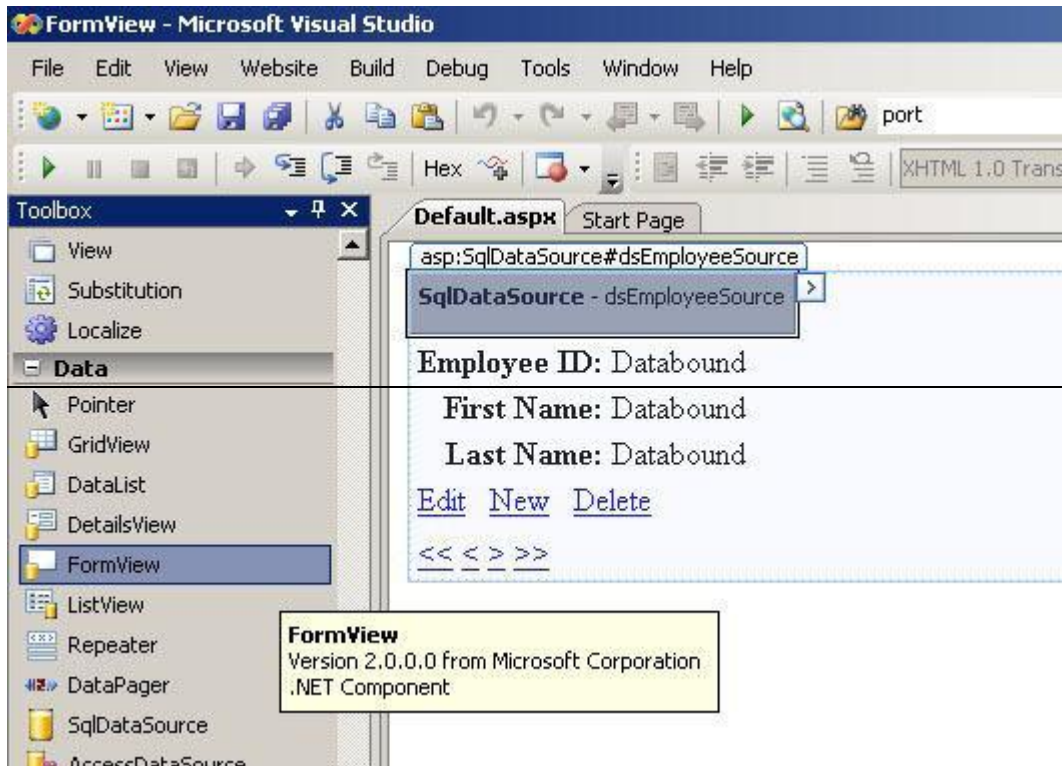 FormView - Microsoft Visual Studio
File Edit View Website Build Debug Tools Window Help
port
Hex
XHTML 1.0 Trans
Toolbox
View
Substitution
Localize
Data
Pointer
GridView
DataList
DetailsView
FormView
ListView
Repeater
DataPager
SqlDataSource
AccessDataSource
Default.aspx Start Page
asp:SqlDataSource#dsEmployeeSource
SqlDataSource - dsEmployeeSource
>
Employee ID: Databound
First Name: Databound
Last Name: Databound
Edit New Delete
<< < > >>
FormView
Version 2.0.0.0 from Microsoft Corporation
.NET Component